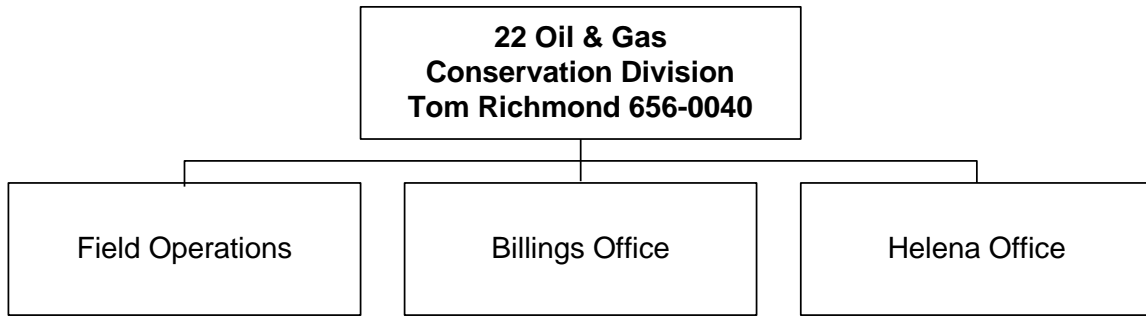 22 Oil & Gas
Conservation Division
Tom Richmond 656-0040
Field Operations
Billings Office
Helena Office